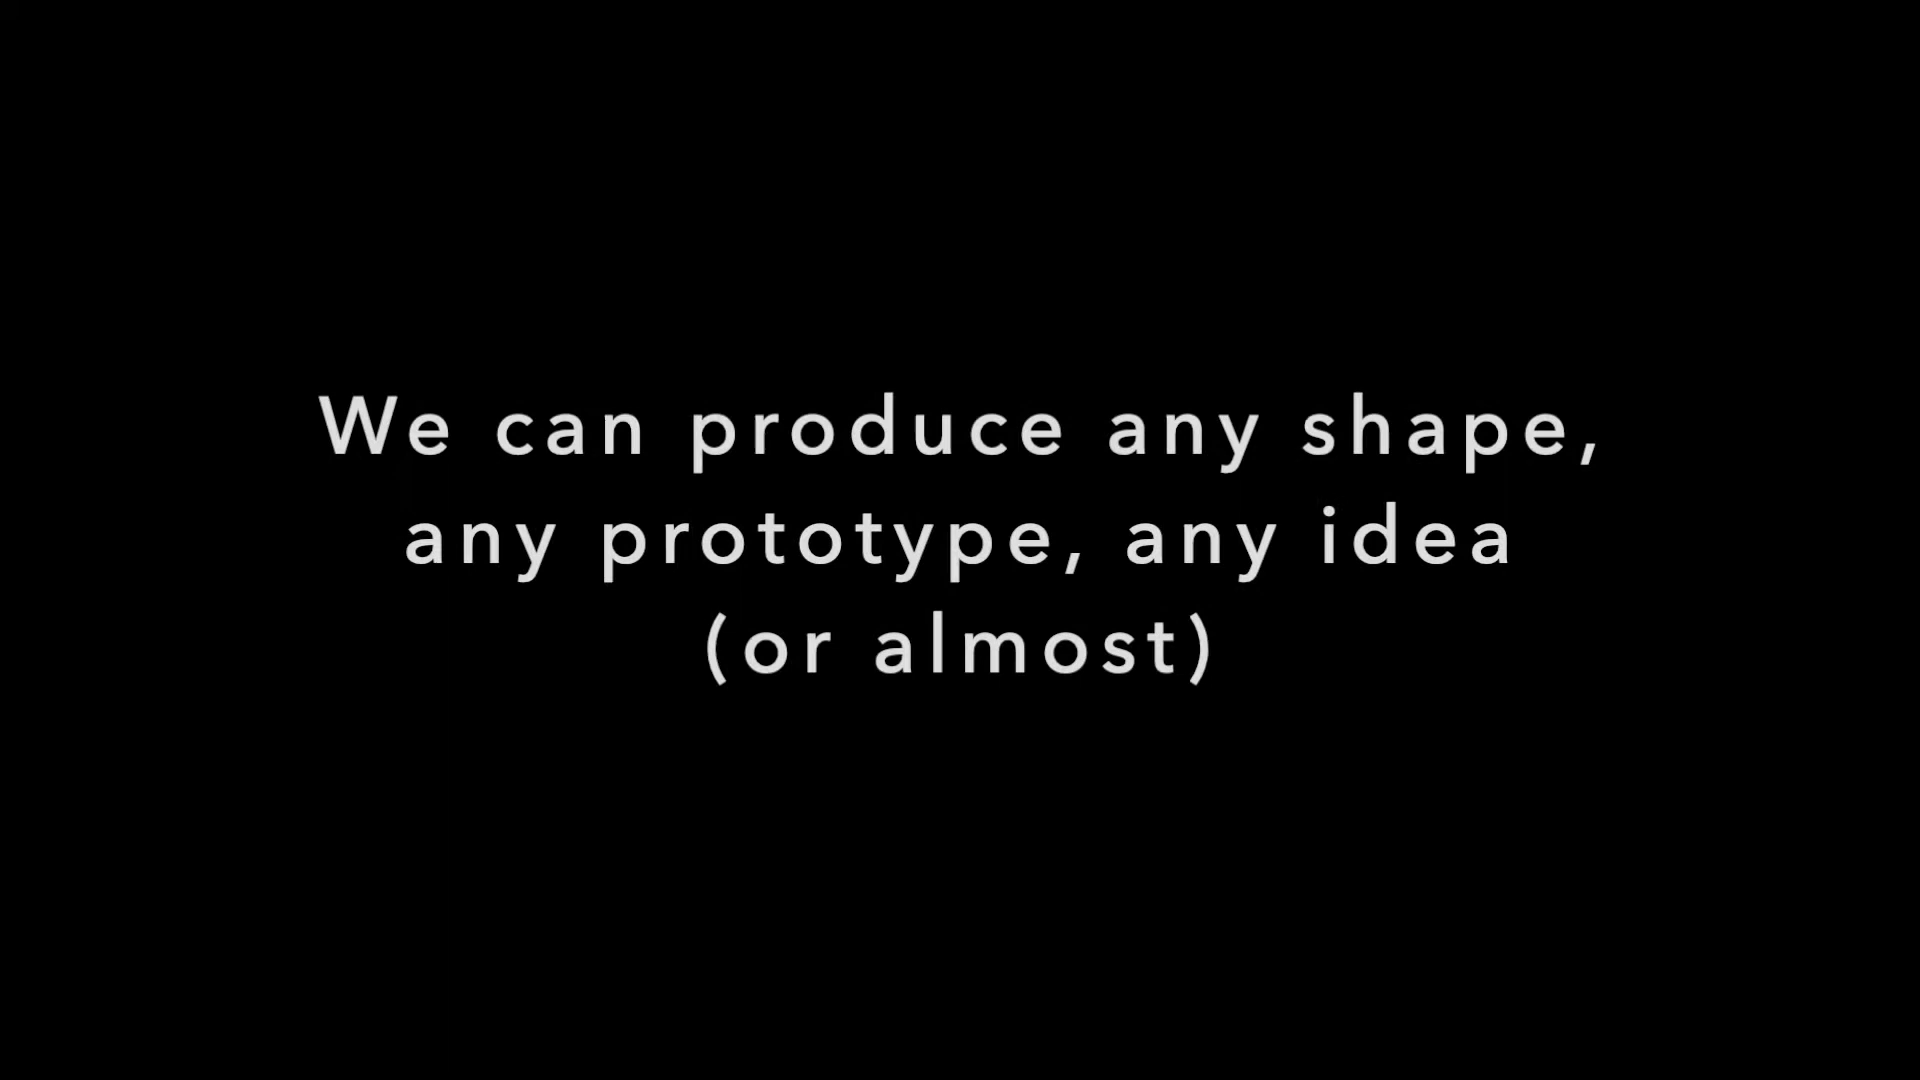 We can produce any shape,
any prototype, any idea
(or almost)